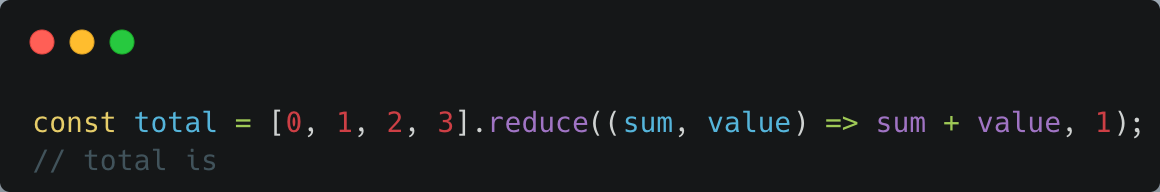 const total = [0, 1, 2, 3].reduce((sum, value) => sum + value, 1);
// total is